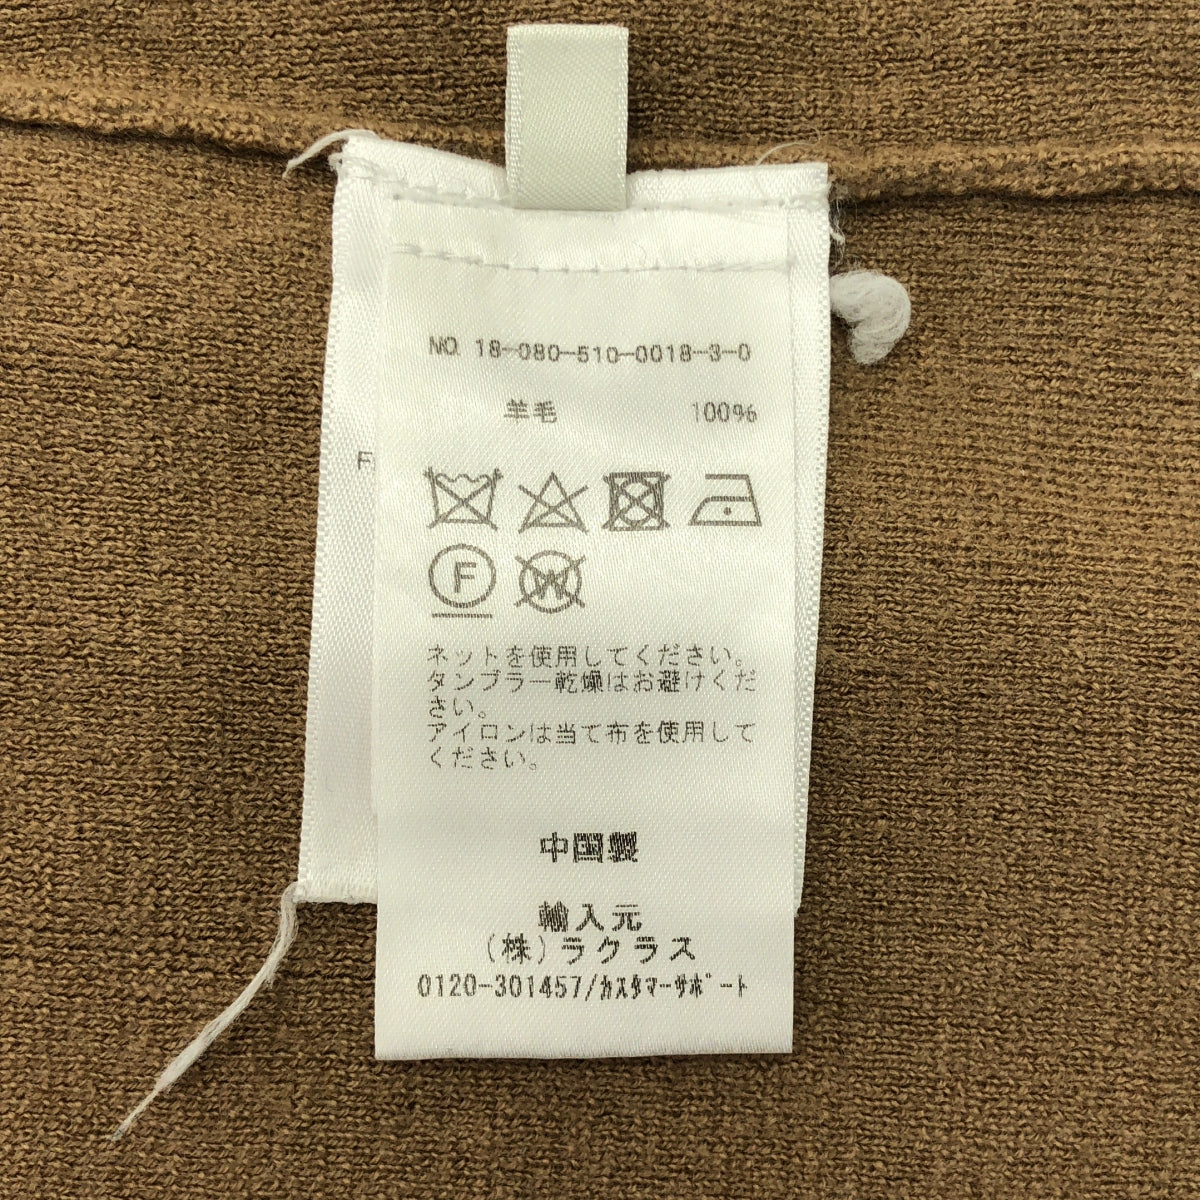 NO. 18-080-510-0018-3-0
羊毛 100%
F
F W
ネットを使用してください。
タンブラー乾燥はお避けくだ
さい。
アイロンは当て布を使用して
ください。
中国製
輸入元
(株)ラクラス
0120-301457/ｶｽﾀﾏｰｻﾎﾟｰﾄ